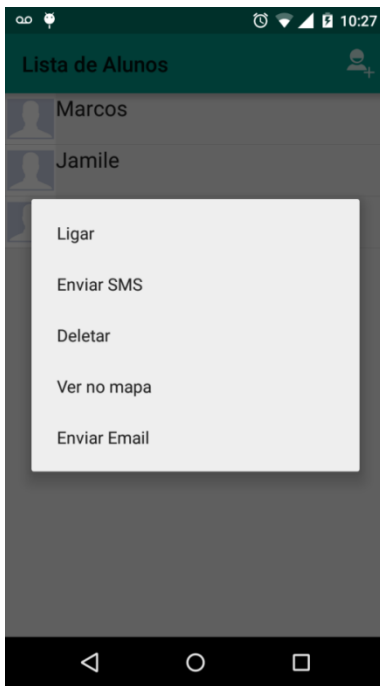 10:27
Lista de Alunos
Marcos
Jamile
Ligar
Enviar SMS
Deletar
Ver no mapa
Enviar Email